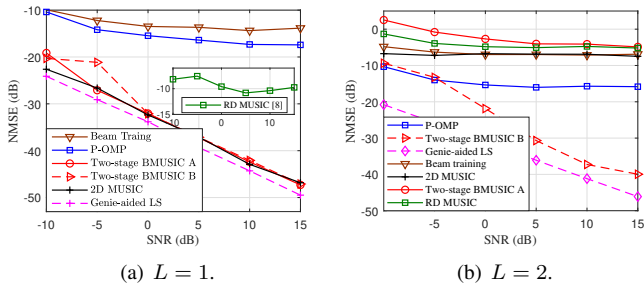 -10
-20
-30
-40
-50
NMSE (dB)
-10
-5
0
5
10
15
SNR (dB)
-10
-15
-10
0
10
RD MUSIC [8]
Beam Traing
P-OMP
Two-stage BMUSIC A
Two-stage BMUSIC B
2D MUSIC
Genie-aided LS
(a) L = 1.
5
0
-10
-20
-30
-40
-50
NMSE (dB)
-10
-5
0
5
10
15
SNR (dB)
P-OMP
Two-stage BMUSIC B
Genie-aided LS
Beam training
2D MUSIC
Two-stage BMUSIC A
RD MUSIC
(b) L = 2.